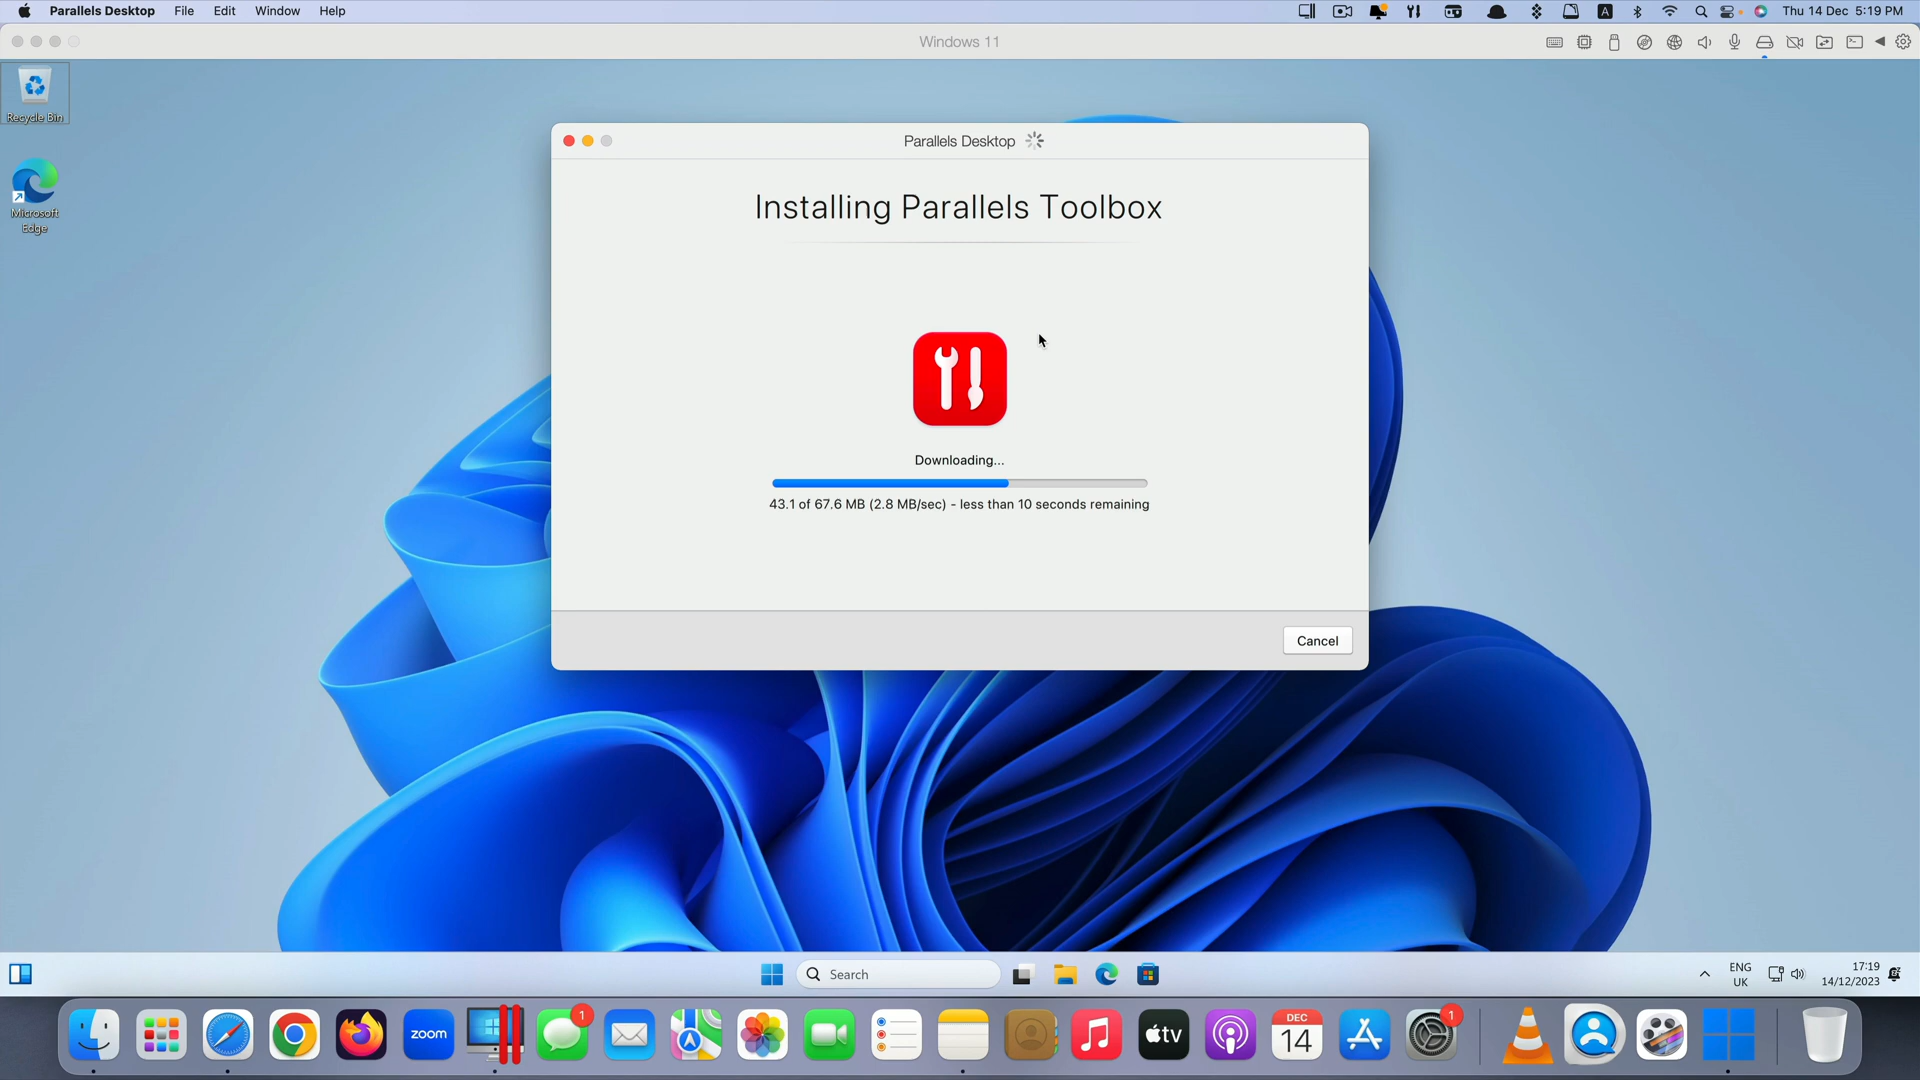 Parallels Desktop File Edit Window Help
A
Thu 14 Dec 5:19 PM
Windows 11
Recycle Bin
Microsoft
Edge
Parallels Desktop
Installing Parallels Toolbox
Downloading...
43.1 of 67.6 MB (2.8 MB/sec) - less than 10 seconds remaining
Cancel
Search
ENG
UK
17:19
14/12/2023
zoom
1
tv
DEC
14
1